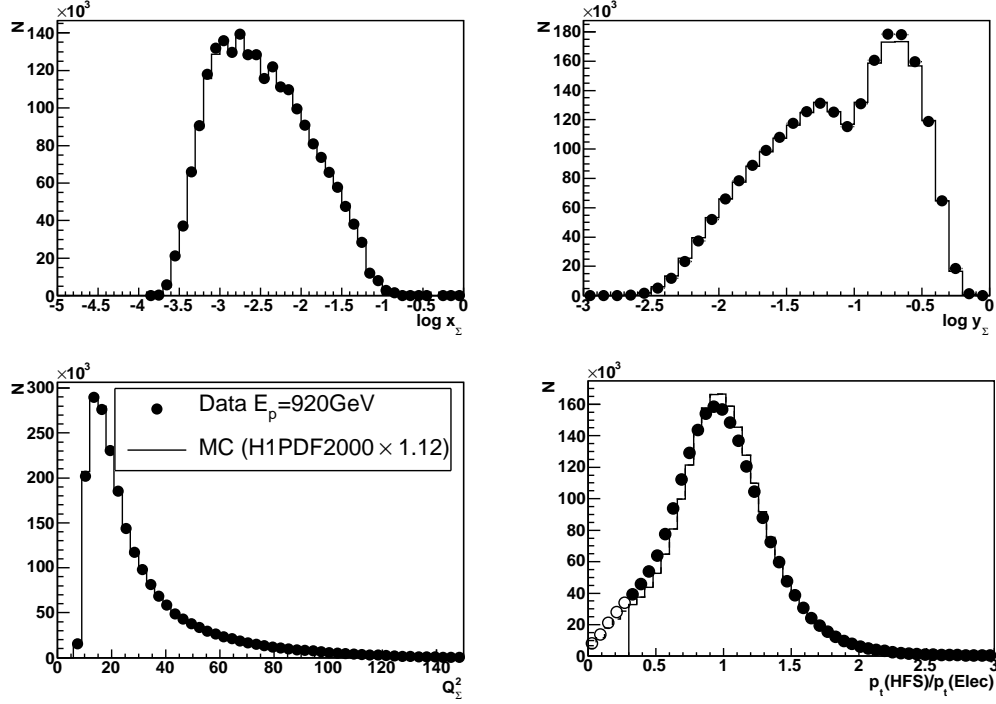 ×10³
N
140
120
100
80
60
40
20
0
-5 -4.5 -4 -3.5 -3 -2.5 -2 -1.5 -1 -0.5 0
log x_Σ
×10³
N
180
160
140
120
100
80
60
40
20
0
-3 -2.5 -2 -1.5 -1 -0.5 0
log y_Σ
×10³
N
300
250
200
150
100
50
0
Data E_p=920GeV
MC (H1PDF2000 × 1.12)
0 20 40 60 80 100 120 140
Q²_Σ
×10³
N
160
140
120
100
80
60
40
20
0
0 0.5 1 1.5 2 2.5 3
p_t(HFS)/p_t(Elec)